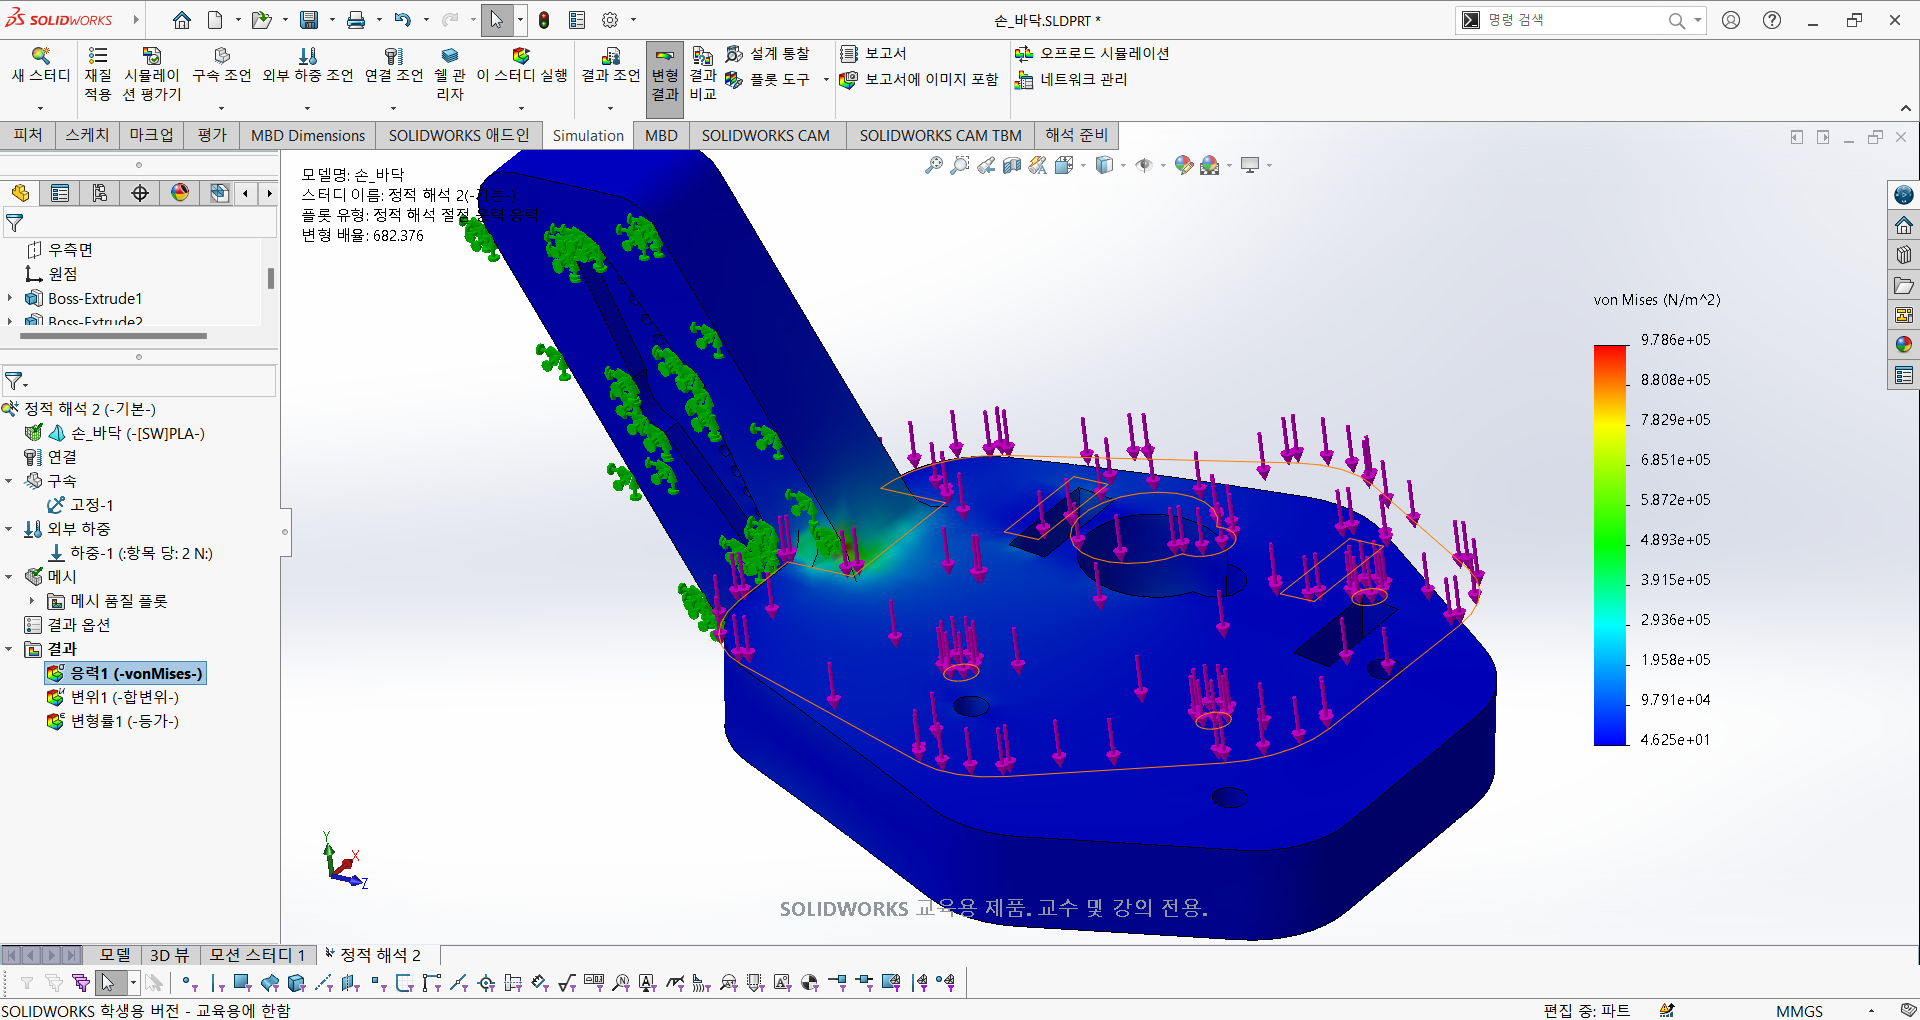 SOLIDWORKS
손_바닥.SLDPRT *
명령 검색
새 스터디
재질 적용
시뮬레이션 평가기
구속 조언
외부 하중 조언
연결 조언
쉘 관리자
이 스터디 실행
결과 조언
변형 결과
결과 비교
설계 통찰
플롯 도구
보고서
보고서에 이미지 포함
오프로드 시뮬레이션
네트워크 관리
피처
스케치
마크업
평가
MBD Dimensions
SOLIDWORKS 애드인
Simulation
MBD
SOLIDWORKS CAM
SOLIDWORKS CAM TBM
해석 준비
우측면
원점
Boss-Extrude1
Boss-Extrude2
정적 해석 2 (-기본-)
손_바닥 (-[SW]PLA-)
연결
구속
고정-1
외부 하중
하중-1 (:항목 당: 2 N:)
메시
메시 품질 플롯
결과 옵션
결과
응력1 (-vonMises-)
변위1 (-합변위-)
변형률1 (-등가-)
모델명: 손_바닥
스터디 이름: 정적 해석 2(-기본-)
플롯 유형: 정적 해석 절점 응력 응력1
변형 배율: 682.376
von Mises (N/m^2)
9.786e+05
8.808e+05
7.829e+05
6.851e+05
5.872e+05
4.893e+05
3.915e+05
2.936e+05
1.958e+05
9.791e+04
4.625e+01
Y
X
Z
SOLIDWORKS 교육용 제품. 교수 및 강의 전용.
모델
3D 뷰
모션 스터디 1
정적 해석 2
SOLIDWORKS 학생용 버전 - 교육용에 한함
편집 중: 파트
MMGS